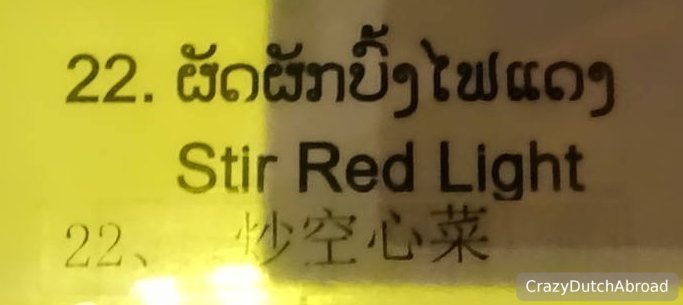 22. ຜັດຜັກບົ້ງໄຟແດງ
Stir Red Light
22、 炒空心菜
CrazyDutchAbroad